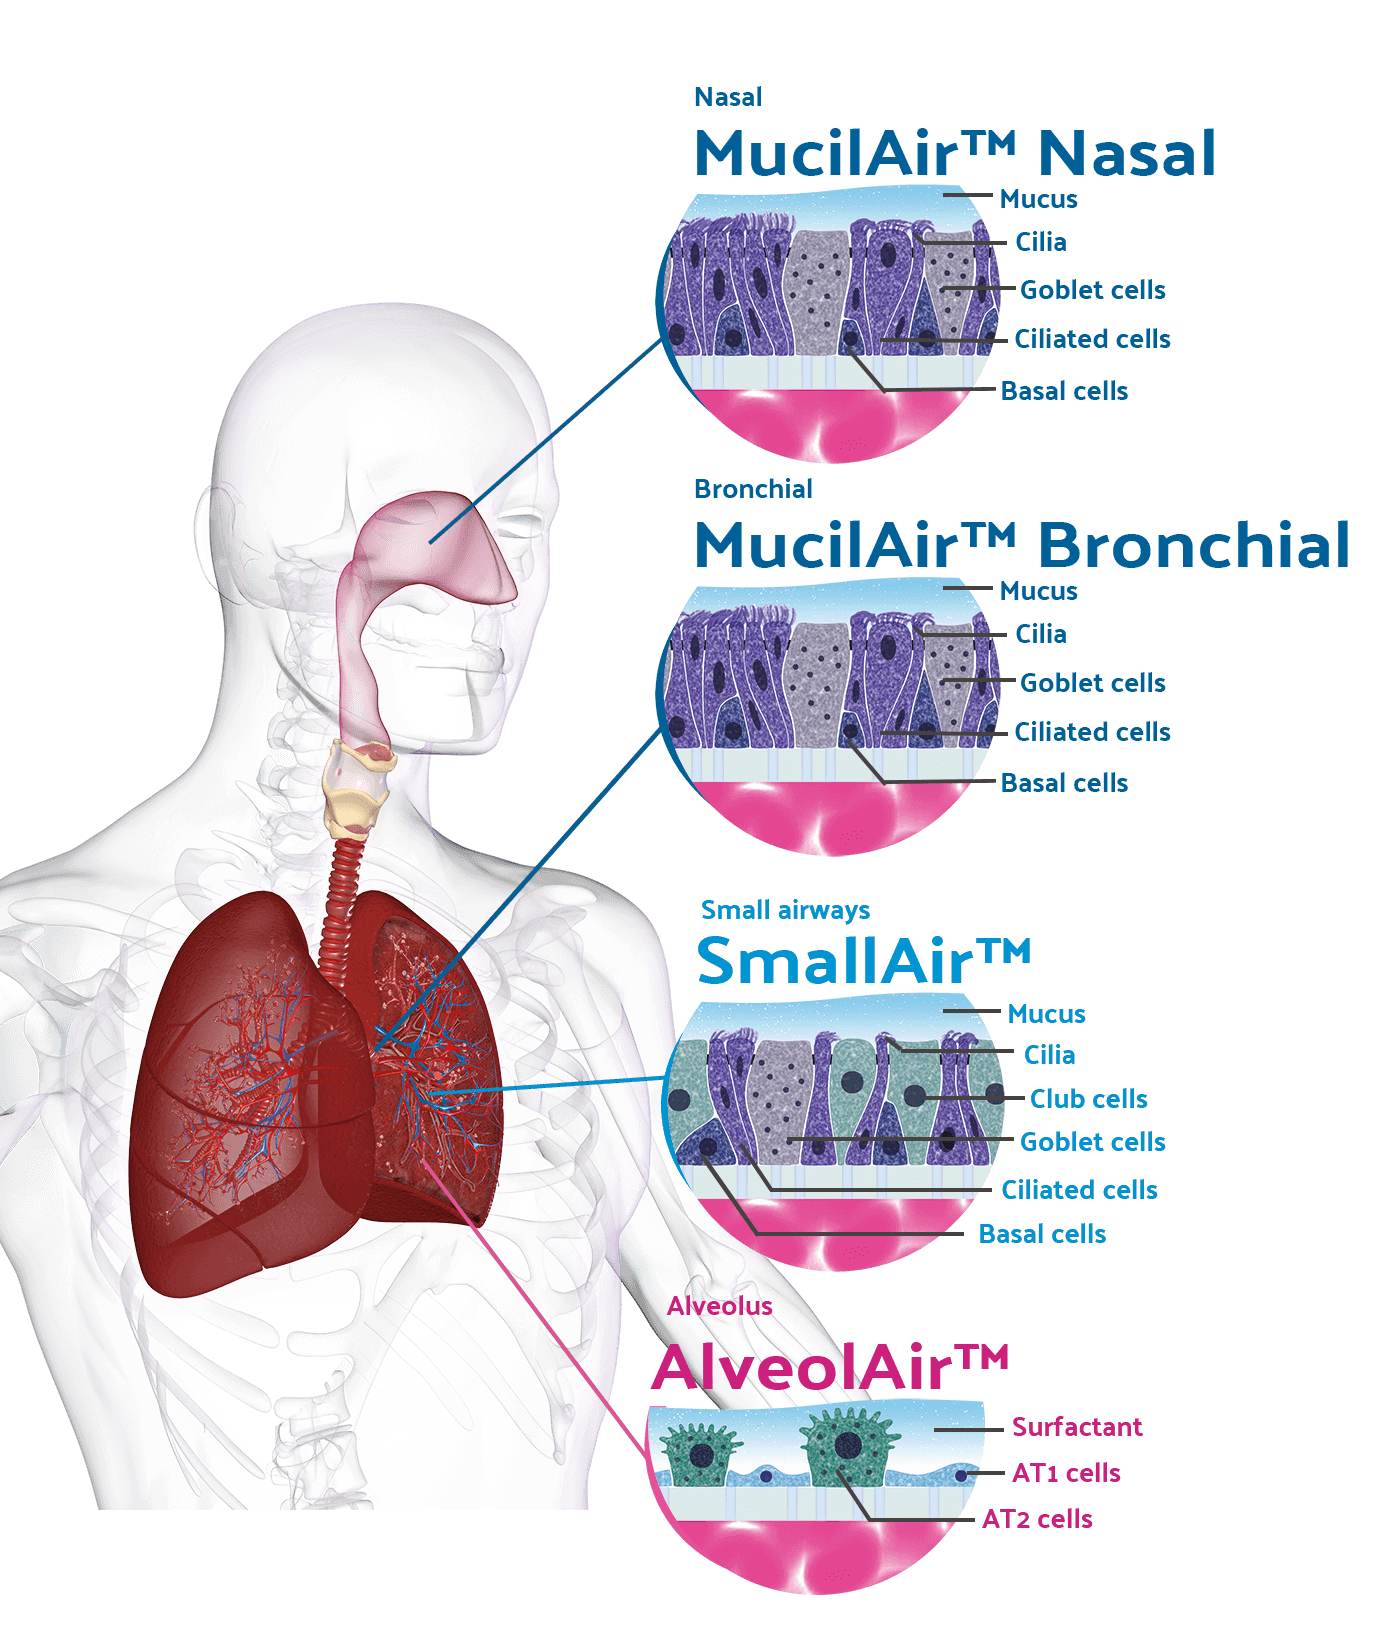 Nasal
MucilAir™ Nasal
Mucus
Cilia
Goblet cells
Ciliated cells
Basal cells
Bronchial
MucilAir™ Bronchial
Mucus
Cilia
Goblet cells
Ciliated cells
Basal cells
Small airways
SmallAir™
Mucus
Cilia
Club cells
Goblet cells
Ciliated cells
Basal cells
Alveolus
AlveolAir™
Surfactant
AT1 cells
AT2 cells